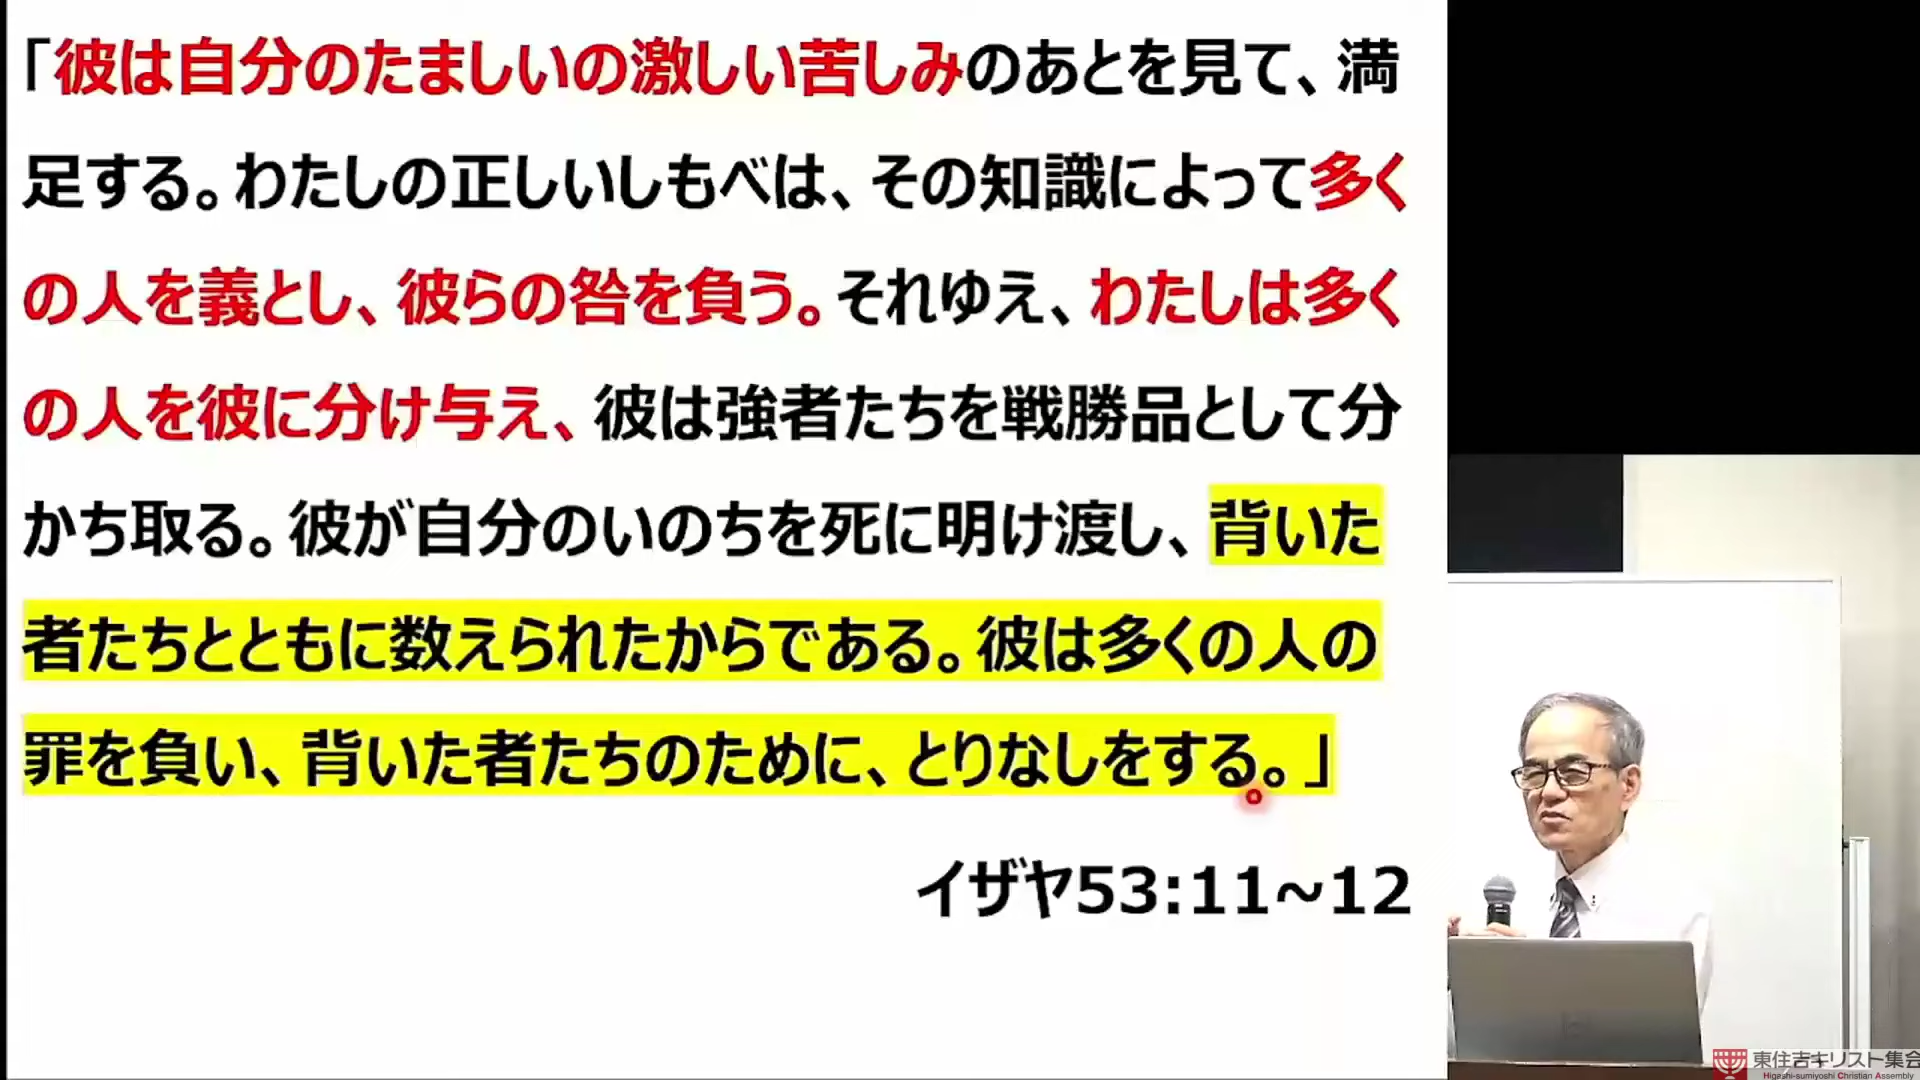 「彼は自分のたましいの激しい苦しみのあとを見て、満
足する。わたしの正しいしもべは、その知識によって多く
の人を義とし、彼らの咎を負う。それゆえ、わたしは多く
の人を彼に分け与え、彼は強者たちを戦勝品として分
かち取る。彼が自分のいのちを死に明け渡し、背いた
者たちとともに数えられたからである。彼は多くの人の
罪を負い、背いた者たちのために、とりなしをする。」
イザヤ53:11~12
東住吉キリスト集会
Higashi-sumiyoshi Christian Assembly